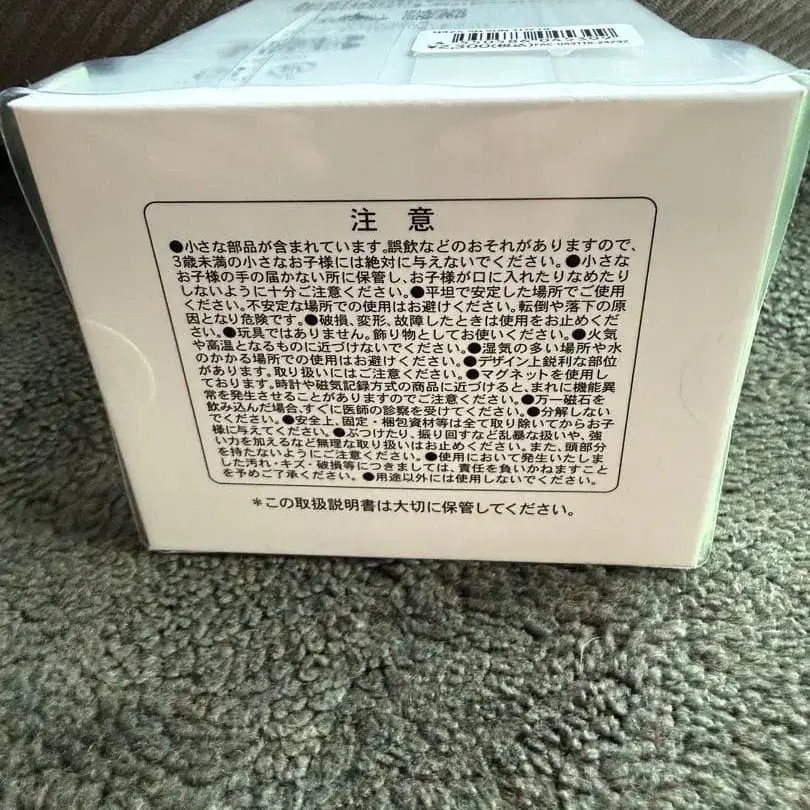 ¥2,300(税込)
注 意
●小さな部品が含まれています。誤飲などのおそれがありますので、
3歳未満の小さなお子様には絶対に与えないでください。●小さな
お子様の手の届かない所に保管し、お子様が口に入れたりなめたり
しないように十分ご注意ください。●平坦で安定した場所でご使用
ください。不安定な場所での使用はお避けください。転倒や落下の原
因となり危険です。●破損、変形、故障したときは使用をお止めくだ
さい。●玩具ではありません。飾り物としてお使いください。●火気
や高温となるものに近づけないでください。●湿気の多い場所や水
のかかる場所での使用はお避けください。●デザイン上鋭利な部位
があります。取り扱いにはご注意ください。●マグネットを使用し
ております。時計や磁気記録方式の商品に近づけると、まれに機能異
常を発生させることがありますのでご注意ください。●万一磁石を
飲み込んだ場合、すぐに医師の診察を受けてください。●分解しない
でください。●安全上、固定・梱包資材等は全て取り除いてからお子
様に与えてください。●ぶつけたり、振り回すなど乱暴な扱いや、強
い力を加えるなど無理な取り扱いはお止めください。また、頭部分
を持たないようにご注意ください。●使用において発生いたしま
した汚れ・キズ・破損等につきましては、責任を負いかねますこと
を予めご了承ください。●用途以外には使用しないでください。
＊この取扱説明書は大切に保管してください。